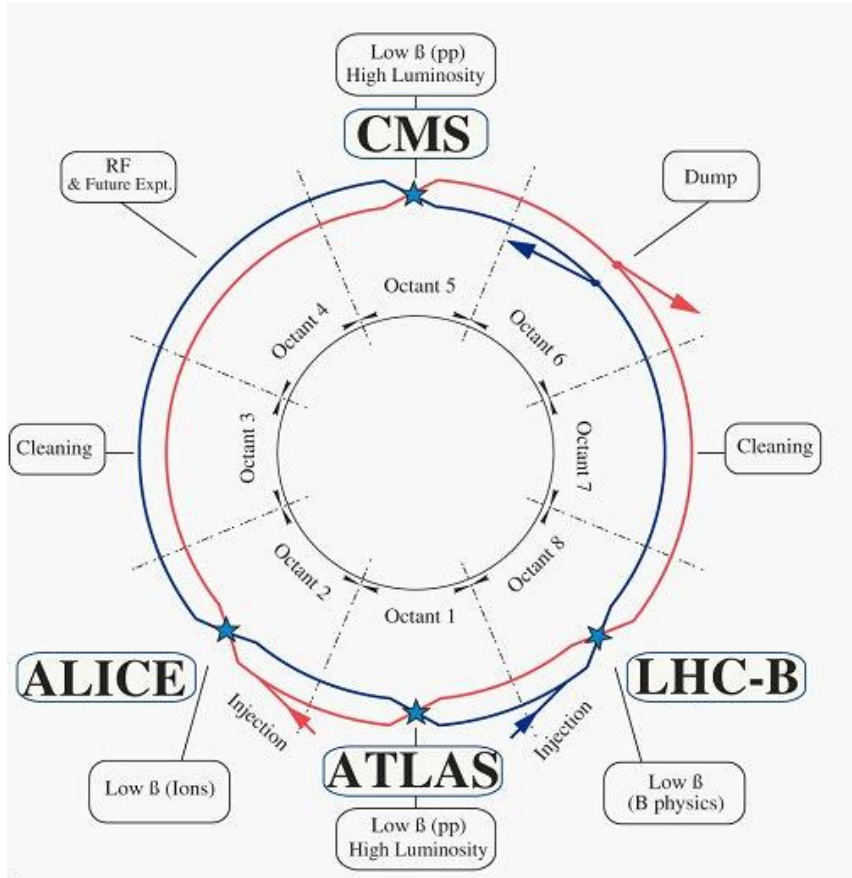 Low ß (pp)
High Luminosity
CMS
RF
& Future Expt.
Dump
Octant 5
Octant 4
Octant 6
Cleaning
Octant 3
Octant 7
Cleaning
Octant 2
Octant 8
Octant 1
ALICE
LHC-B
Injection
Injection
ATLAS
Low ß (Ions)
Low ß
(B physics)
Low ß (pp)
High Luminosity